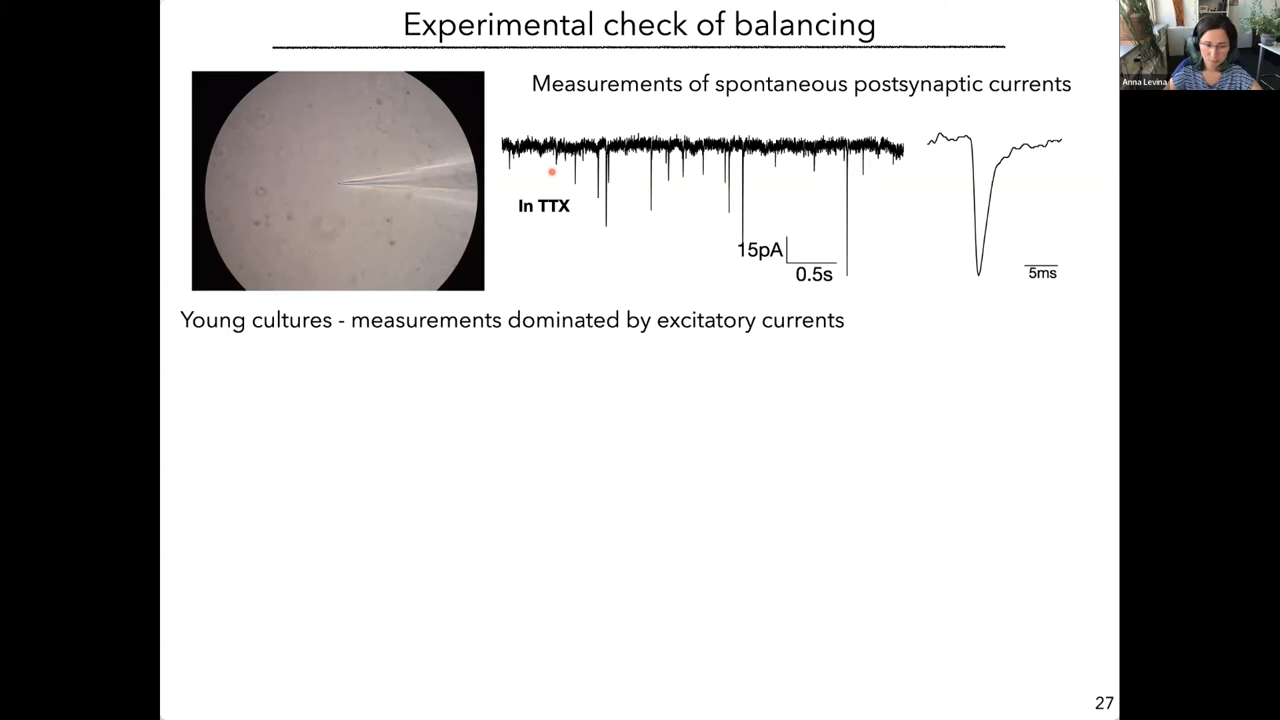 Experimental check of balancing
Anna Levina
Measurements of spontaneous postsynaptic currents
In TTX
15pA
0.5s
5ms
Young cultures - measurements dominated by excitatory currents
27